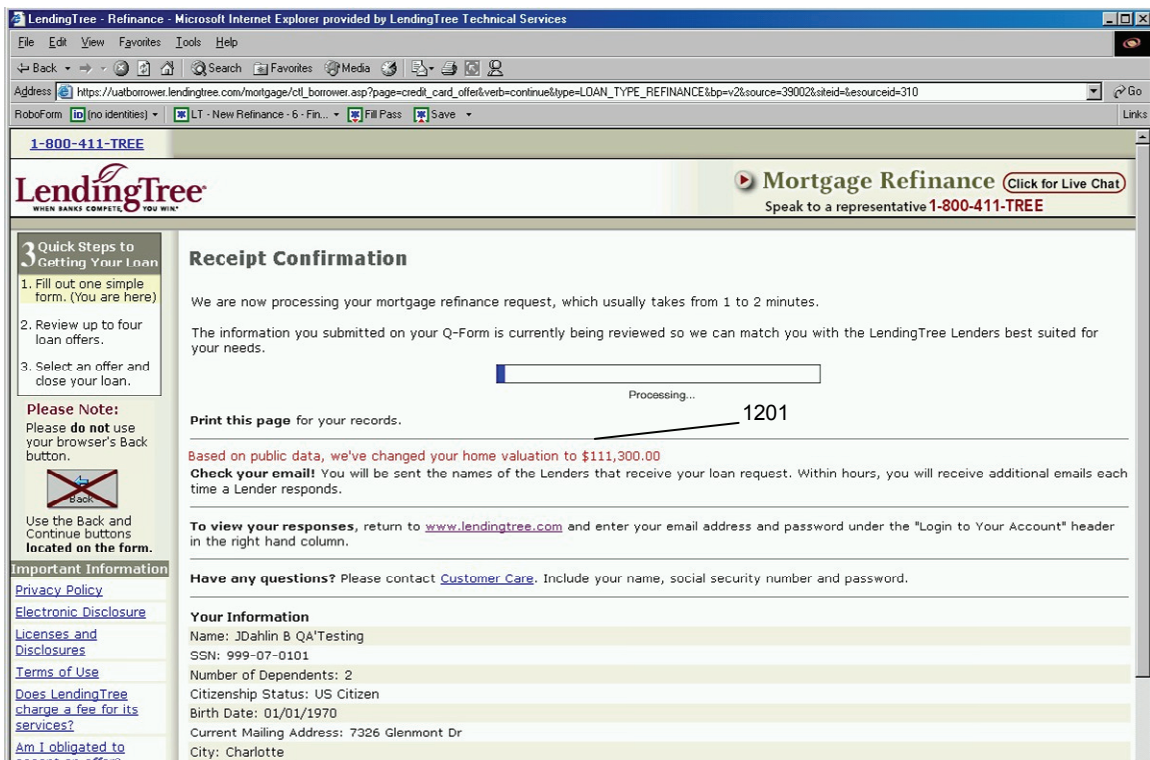 LendingTree - Refinance - Microsoft Internet Explorer provided by LendingTree Technical Services
File Edit View Favorites Tools Help
Back Search Favorites Media
Address https://uatborrower.lendingtree.com/mortgage/ctl_borrower.asp?page=credit_card_offer&verb=continue&type=LOAN_TYPE_REFINANCE&bp=v2&source=39002&siteid=&esourceid=310 Go
RoboForm (no identities) LT - New Refinance - 6 - Fin... Fill Pass Save Links
1-800-411-TREE
LendingTree
WHEN BANKS COMPETE, YOU WIN.
Mortgage Refinance Click for Live Chat
Speak to a representative 1-800-411-TREE
3 Quick Steps to
Getting Your Loan
1. Fill out one simple
form. (You are here)
2. Review up to four
loan offers.
3. Select an offer and
close your loan.
Please Note:
Please do not use
your browser's Back
button.
Back
Use the Back and
Continue buttons
located on the form.
Important Information
Privacy Policy
Electronic Disclosure
Licenses and
Disclosures
Terms of Use
Does LendingTree
charge a fee for its
services?
Am I obligated to
accept an offer?
Receipt Confirmation
We are now processing your mortgage refinance request, which usually takes from 1 to 2 minutes.
The information you submitted on your Q-Form is currently being reviewed so we can match you with the LendingTree Lenders best suited for
your needs.
Processing...
1201
Print this page for your records.
Based on public data, we've changed your home valuation to $111,300.00
Check your email! You will be sent the names of the Lenders that receive your loan request. Within hours, you will receive additional emails each
time a Lender responds.
To view your responses, return to www.lendingtree.com and enter your email address and password under the "Login to Your Account" header
in the right hand column.
Have any questions? Please contact Customer Care. Include your name, social security number and password.
Your Information
Name: JDahlin B QA'Testing
SSN: 999-07-0101
Number of Dependents: 2
Citizenship Status: US Citizen
Birth Date: 01/01/1970
Current Mailing Address: 7326 Glenmont Dr
City: Charlotte